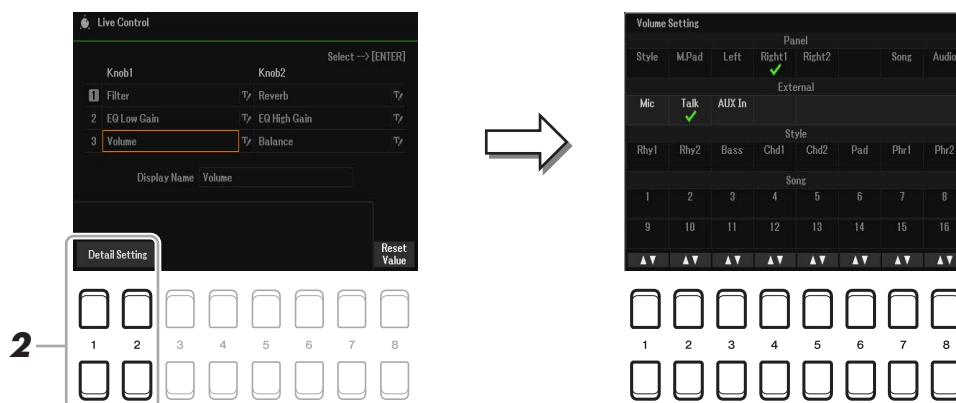 Live Control
Select --> [ENTER]
Knob1 Knob2
1 Filter Reverb
2 EQ Low Gain EQ High Gain
3 Volume Balance
Display Name Volume
Detail Setting Reset Value
2
1 2 3 4 5 6 7 8
Volume Setting
Panel
Style M.Pad Left Right1 Right2 Song Audio
External
Mic Talk AUX In
Style
Rhy1 Rhy2 Bass Chd1 Chd2 Pad Phr1 Phr2
Song
1 2 3 4 5 6 7 8
9 10 11 12 13 14 15 16
1 2 3 4 5 6 7 8